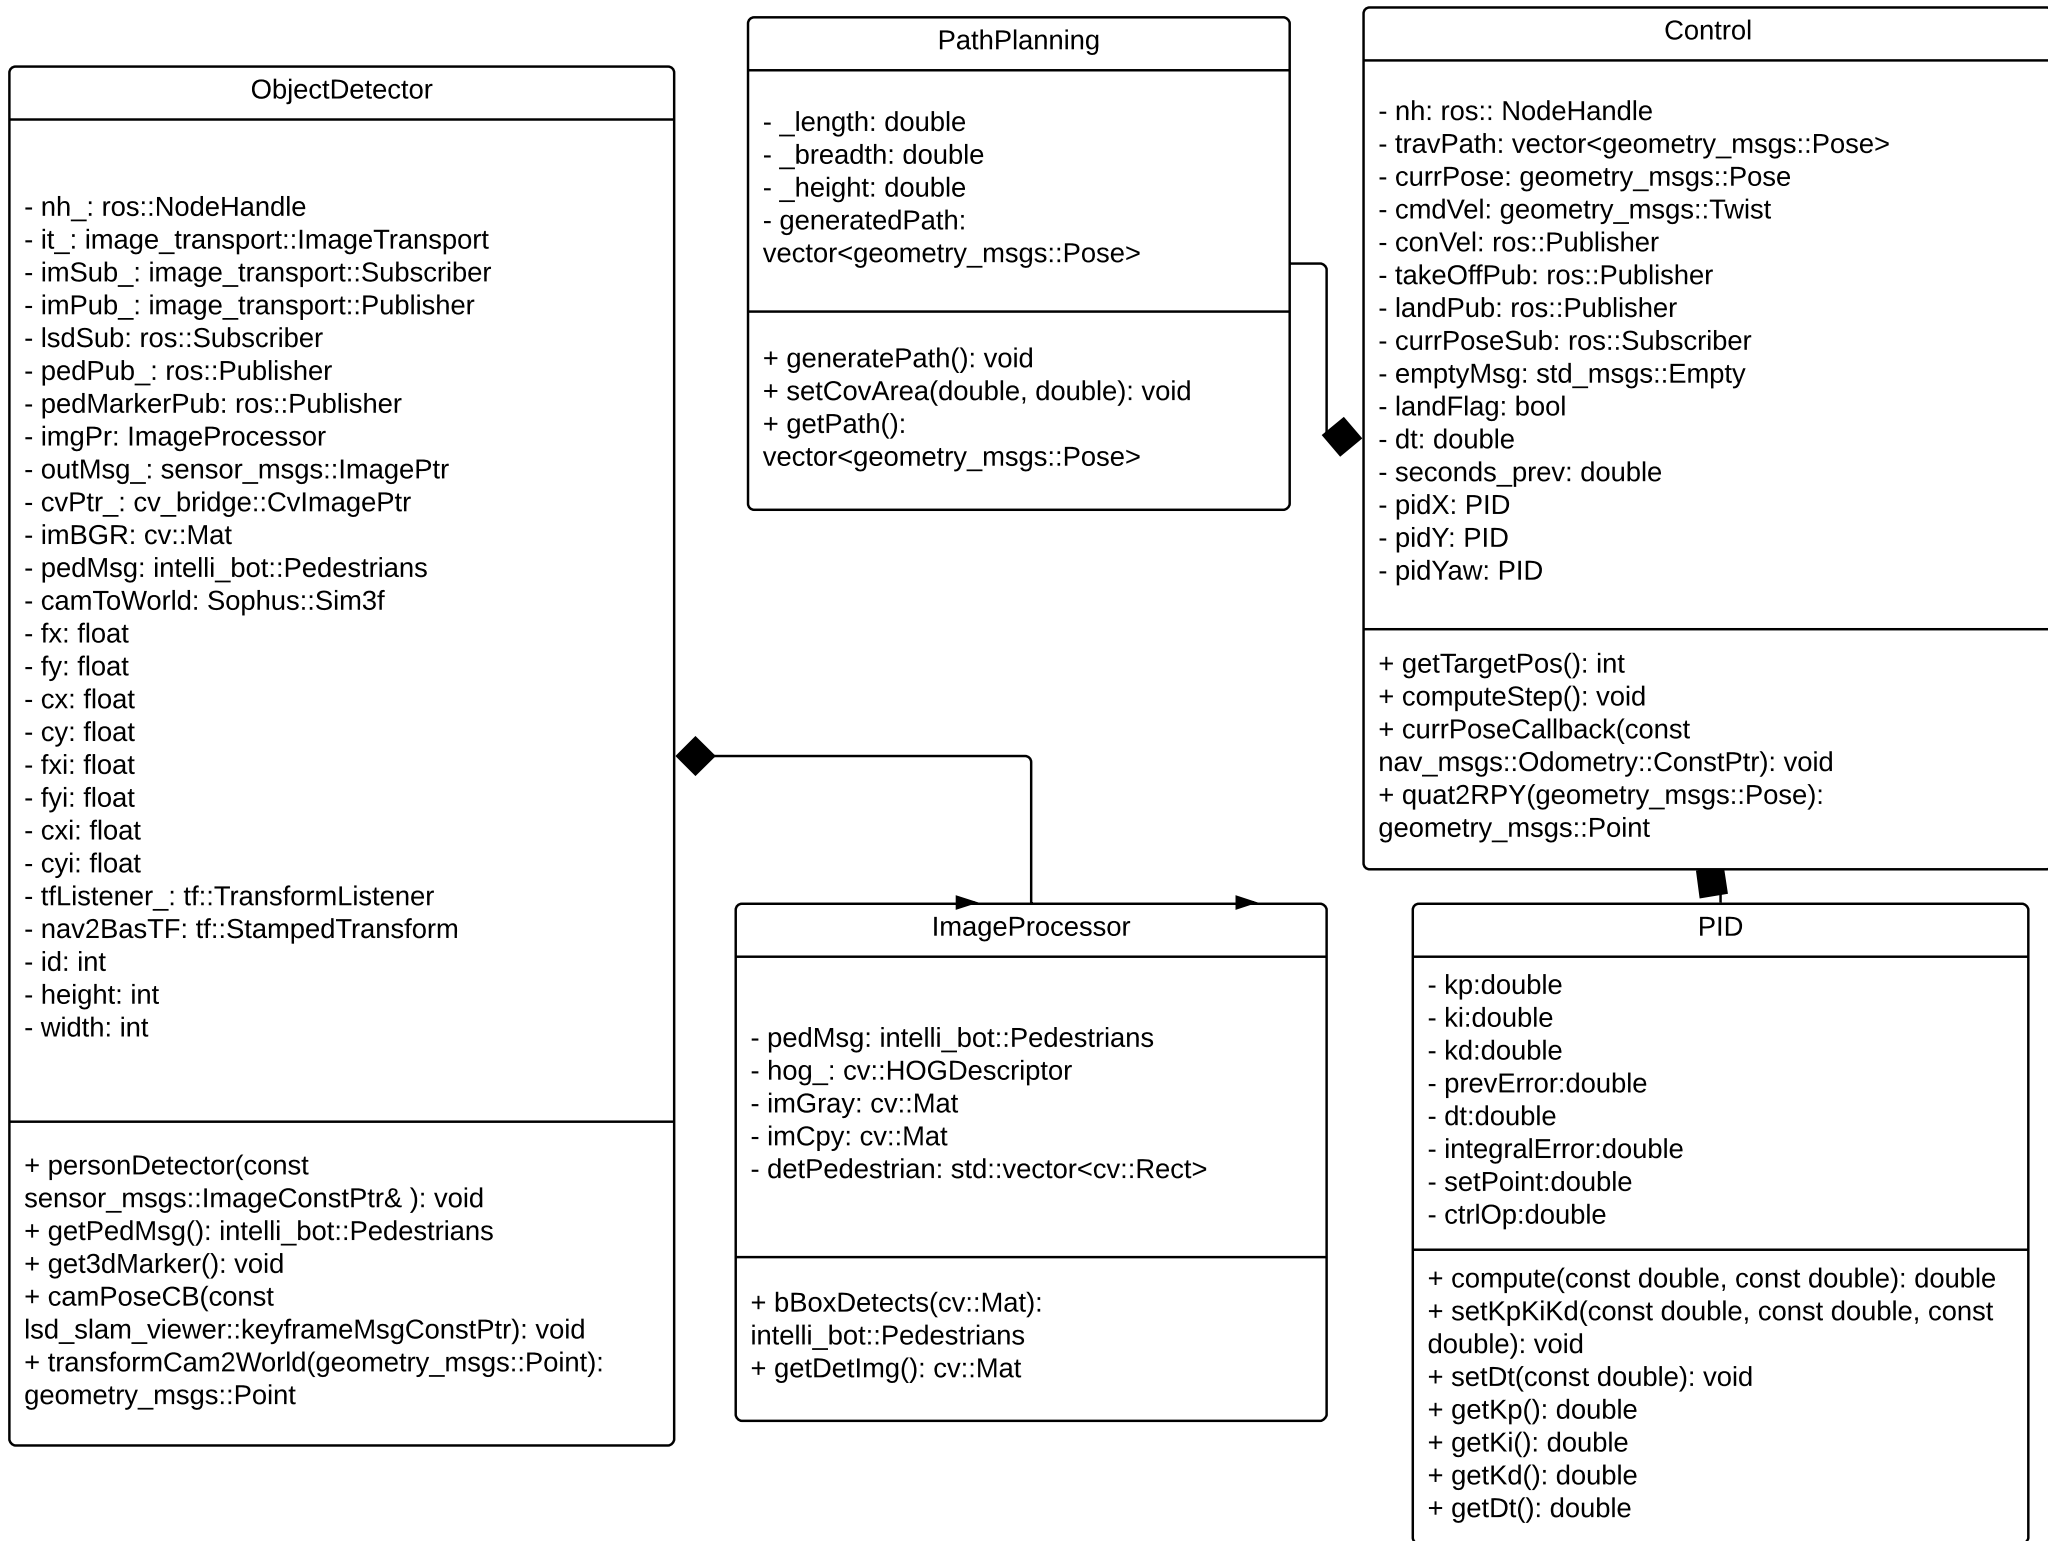 ObjectDetector
- nh_: ros::NodeHandle
- it_: image_transport::ImageTransport
- imSub_: image_transport::Subscriber
- imPub_: image_transport::Publisher
- lsdSub: ros::Subscriber
- pedPub_: ros::Publisher
- pedMarkerPub: ros::Publisher
- imgPr: ImageProcessor
- outMsg_: sensor_msgs::ImagePtr
- cvPtr_: cv_bridge::CvImagePtr
- imBGR: cv::Mat
- pedMsg: intelli_bot::Pedestrians
- camToWorld: Sophus::Sim3f
- fx: float
- fy: float
- cx: float
- cy: float
- fxi: float
- fyi: float
- cxi: float
- cyi: float
- tfListener_: tf::TransformListener
- nav2BasTF: tf::StampedTransform
- id: int
- height: int
- width: int
+ personDetector(const
sensor_msgs::ImageConstPtr& ): void
+ getPedMsg(): intelli_bot::Pedestrians
+ get3dMarker(): void
+ camPoseCB(const
lsd_slam_viewer::keyframeMsgConstPtr): void
+ transformCam2World(geometry_msgs::Point):
geometry_msgs::Point
PathPlanning
- _length: double
- _breadth: double
- _height: double
- generatedPath:
vector<geometry_msgs::Pose>
+ generatePath(): void
+ setCovArea(double, double): void
+ getPath():
vector<geometry_msgs::Pose>
Control
- nh: ros:: NodeHandle
- travPath: vector<geometry_msgs::Pose>
- currPose: geometry_msgs::Pose
- cmdVel: geometry_msgs::Twist
- conVel: ros::Publisher
- takeOffPub: ros::Publisher
- landPub: ros::Publisher
- currPoseSub: ros::Subscriber
- emptyMsg: std_msgs::Empty
- landFlag: bool
- dt: double
- seconds_prev: double
- pidX: PID
- pidY: PID
- pidYaw: PID
+ getTargetPos(): int
+ computeStep(): void
+ currPoseCallback(const
nav_msgs::Odometry::ConstPtr): void
+ quat2RPY(geometry_msgs::Pose):
geometry_msgs::Point
ImageProcessor
- pedMsg: intelli_bot::Pedestrians
- hog_: cv::HOGDescriptor
- imGray: cv::Mat
- imCpy: cv::Mat
- detPedestrian: std::vector<cv::Rect>
+ bBoxDetects(cv::Mat):
intelli_bot::Pedestrians
+ getDetImg(): cv::Mat
PID
- kp:double
- ki:double
- kd:double
- prevError:double
- dt:double
- integralError:double
- setPoint:double
- ctrlOp:double
+ compute(const double, const double): double
+ setKpKiKd(const double, const double, const
double): void
+ setDt(const double): void
+ getKp(): double
+ getKi(): double
+ getKd(): double
+ getDt(): double